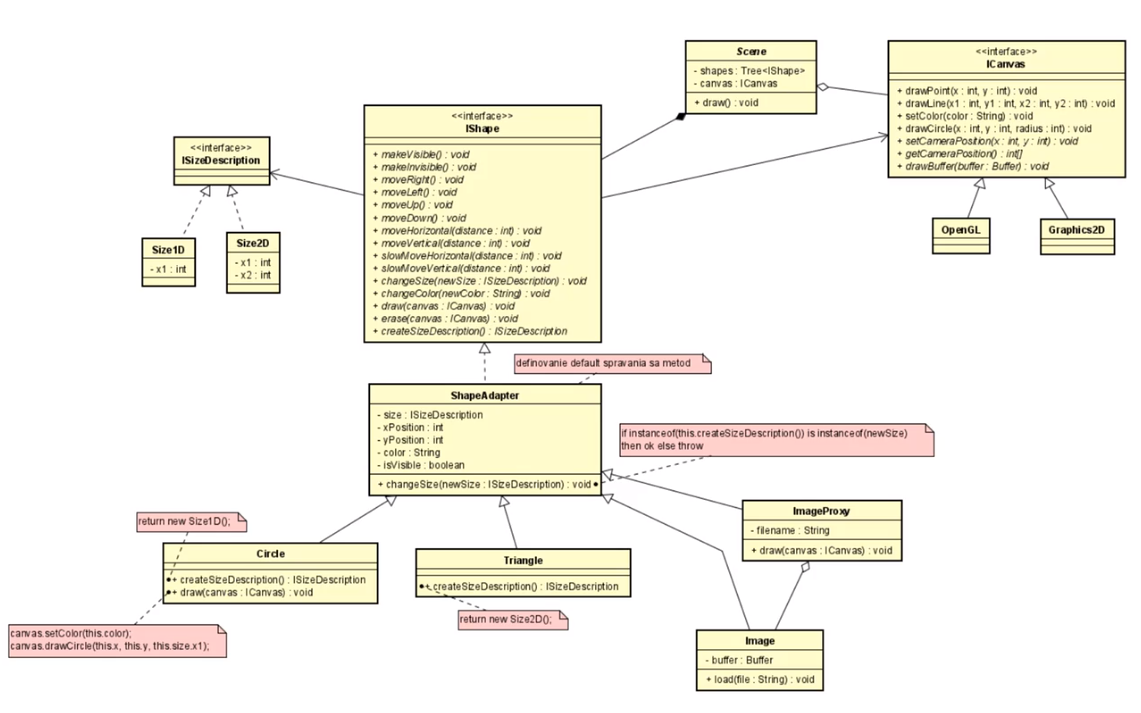 Scene
- shapes : Tree<IShape>
- canvas : ICanvas
+ draw() : void
<<interface>>
ICanvas
+ drawPoint(x : int, y : int) : void
+ drawLine(x1 : int, y1 : int, x2 : int, y2 : int) : void
+ setColor(color : String) : void
+ drawCircle(x : int, y : int, radius : int) : void
+ setCameraPosition(x : int, y : int) : void
+ getCameraPosition() : int[]
+ drawBuffer(buffer : Buffer) : void
<<interface>>
IShape
+ makeVisible() : void
+ makeInvisible() : void
+ moveRight() : void
+ moveLeft() : void
+ moveUp() : void
+ moveDown() : void
+ moveHorizontal(distance : int) : void
+ moveVertical(distance : int) : void
+ slowMoveHorizontal(distance : int) : void
+ slowMoveVertical(distance : int) : void
+ changeSize(newSize : ISizeDescription) : void
+ changeColor(newColor : String) : void
+ draw(canvas : ICanvas) : void
+ erase(canvas : ICanvas) : void
+ createSizeDescription() : ISizeDescription
<<interface>>
ISizeDescription
Size1D
- x1 : int
Size2D
- x1 : int
- x2 : int
OpenGL
Graphics2D
definovanie default spravania sa metod
ShapeAdapter
- size : ISizeDescription
- xPosition : int
- yPosition : int
- color : String
- isVisible : boolean
+ changeSize(newSize : ISizeDescription) : void
if instanceof(this.createSizeDescription()) is instanceof(newSize)
then ok else throw
ImageProxy
- filename : String
+ draw(canvas : ICanvas) : void
return new Size1D();
Circle
+ createSizeDescription() : ISizeDescription
+ draw(canvas : ICanvas) : void
Triangle
+ createSizeDescription() : ISizeDescription
return new Size2D();
canvas.setColor(this.color);
canvas.drawCircle(this.x, this.y, this.size.x1);
Image
- buffer : Buffer
+ load(file : String) : void